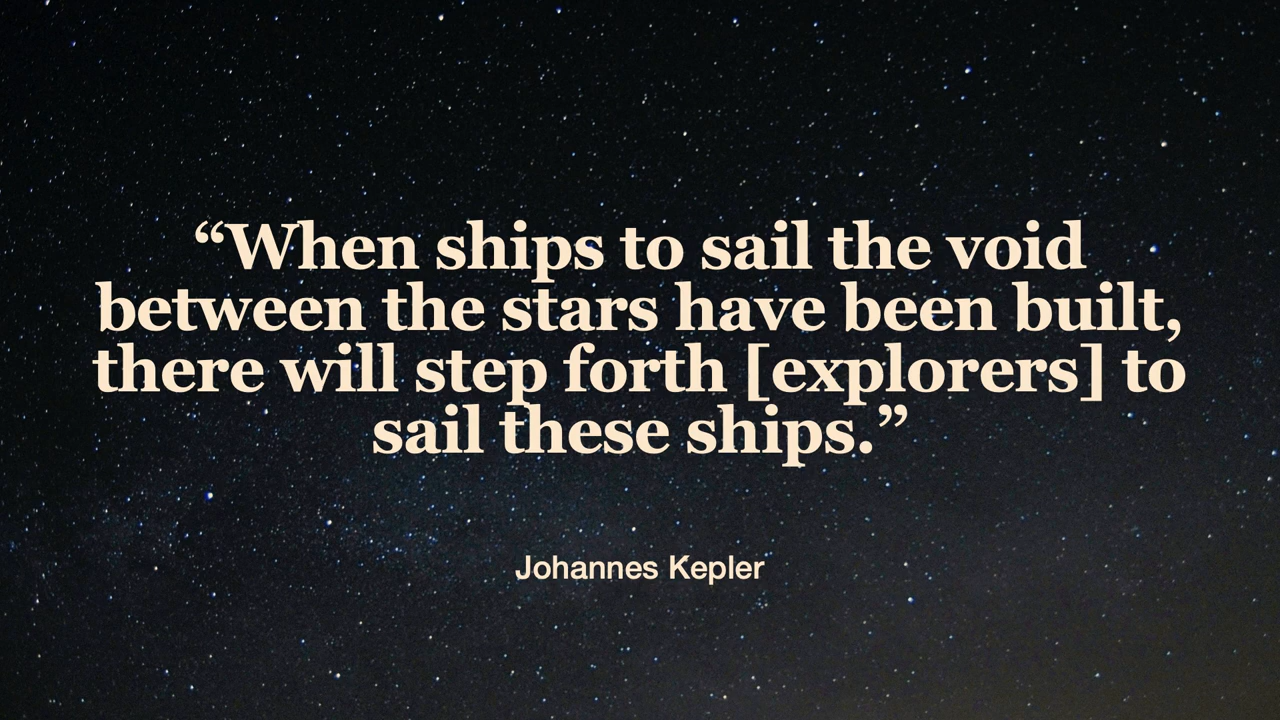 “When ships to sail the void
between the stars have been built,
there will step forth [explorers] to
sail these ships.”
Johannes Kepler